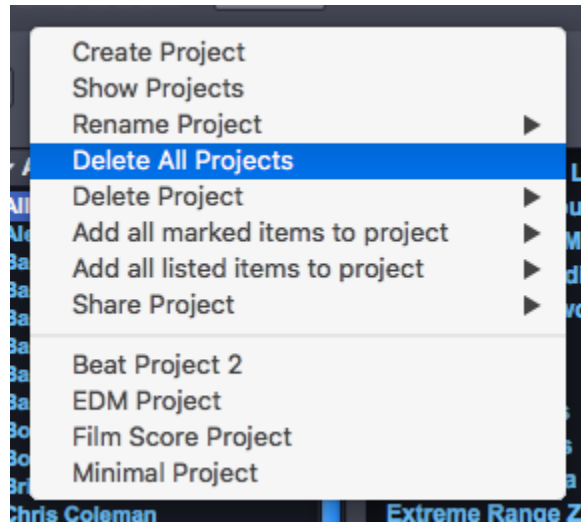 Create Project
Show Projects
Rename Project
Delete All Projects
Delete Project
Add all marked items to project
Add all listed items to project
Share Project
Beat Project 2
EDM Project
Film Score Project
Minimal Project
Chris Coleman
Extreme Range